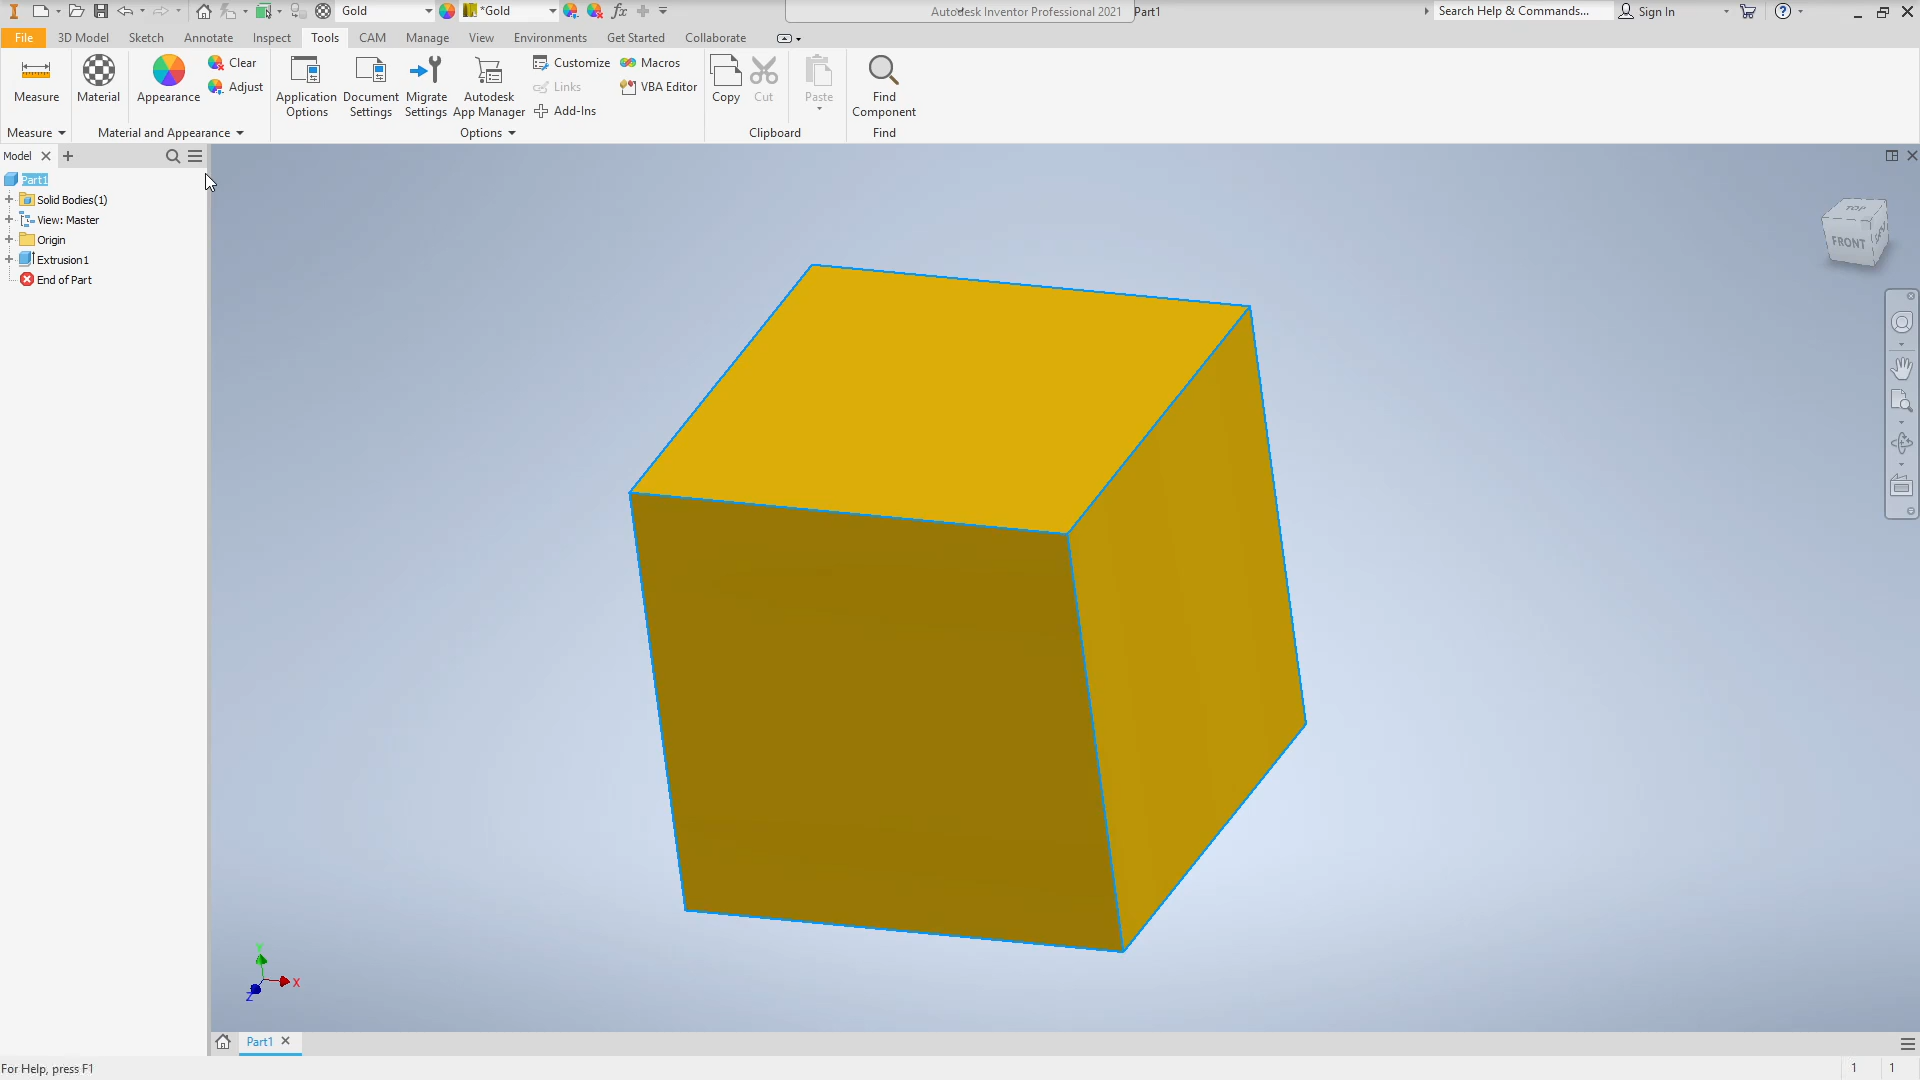 Gold
*Gold
fx
Autodesk Inventor Professional 2021
Part1
Search Help & Commands...
Sign In
File
3D Model
Sketch
Annotate
Inspect
Tools
CAM
Manage
View
Environments
Get Started
Collaborate
Measure
Material
Appearance
Clear
Adjust
Application
Options
Document
Settings
Migrate
Settings
Autodesk
App Manager
Customize
Links
Add-Ins
Macros
VBA Editor
Copy
Cut
Paste
Find
Component
Measure
Material and Appearance
Options
Clipboard
Find
Model
Part1
Solid Bodies(1)
View: Master
Origin
Extrusion1
End of Part
TOP
FRONT
Y
X
Z
Part1
For Help, press F1
1
1